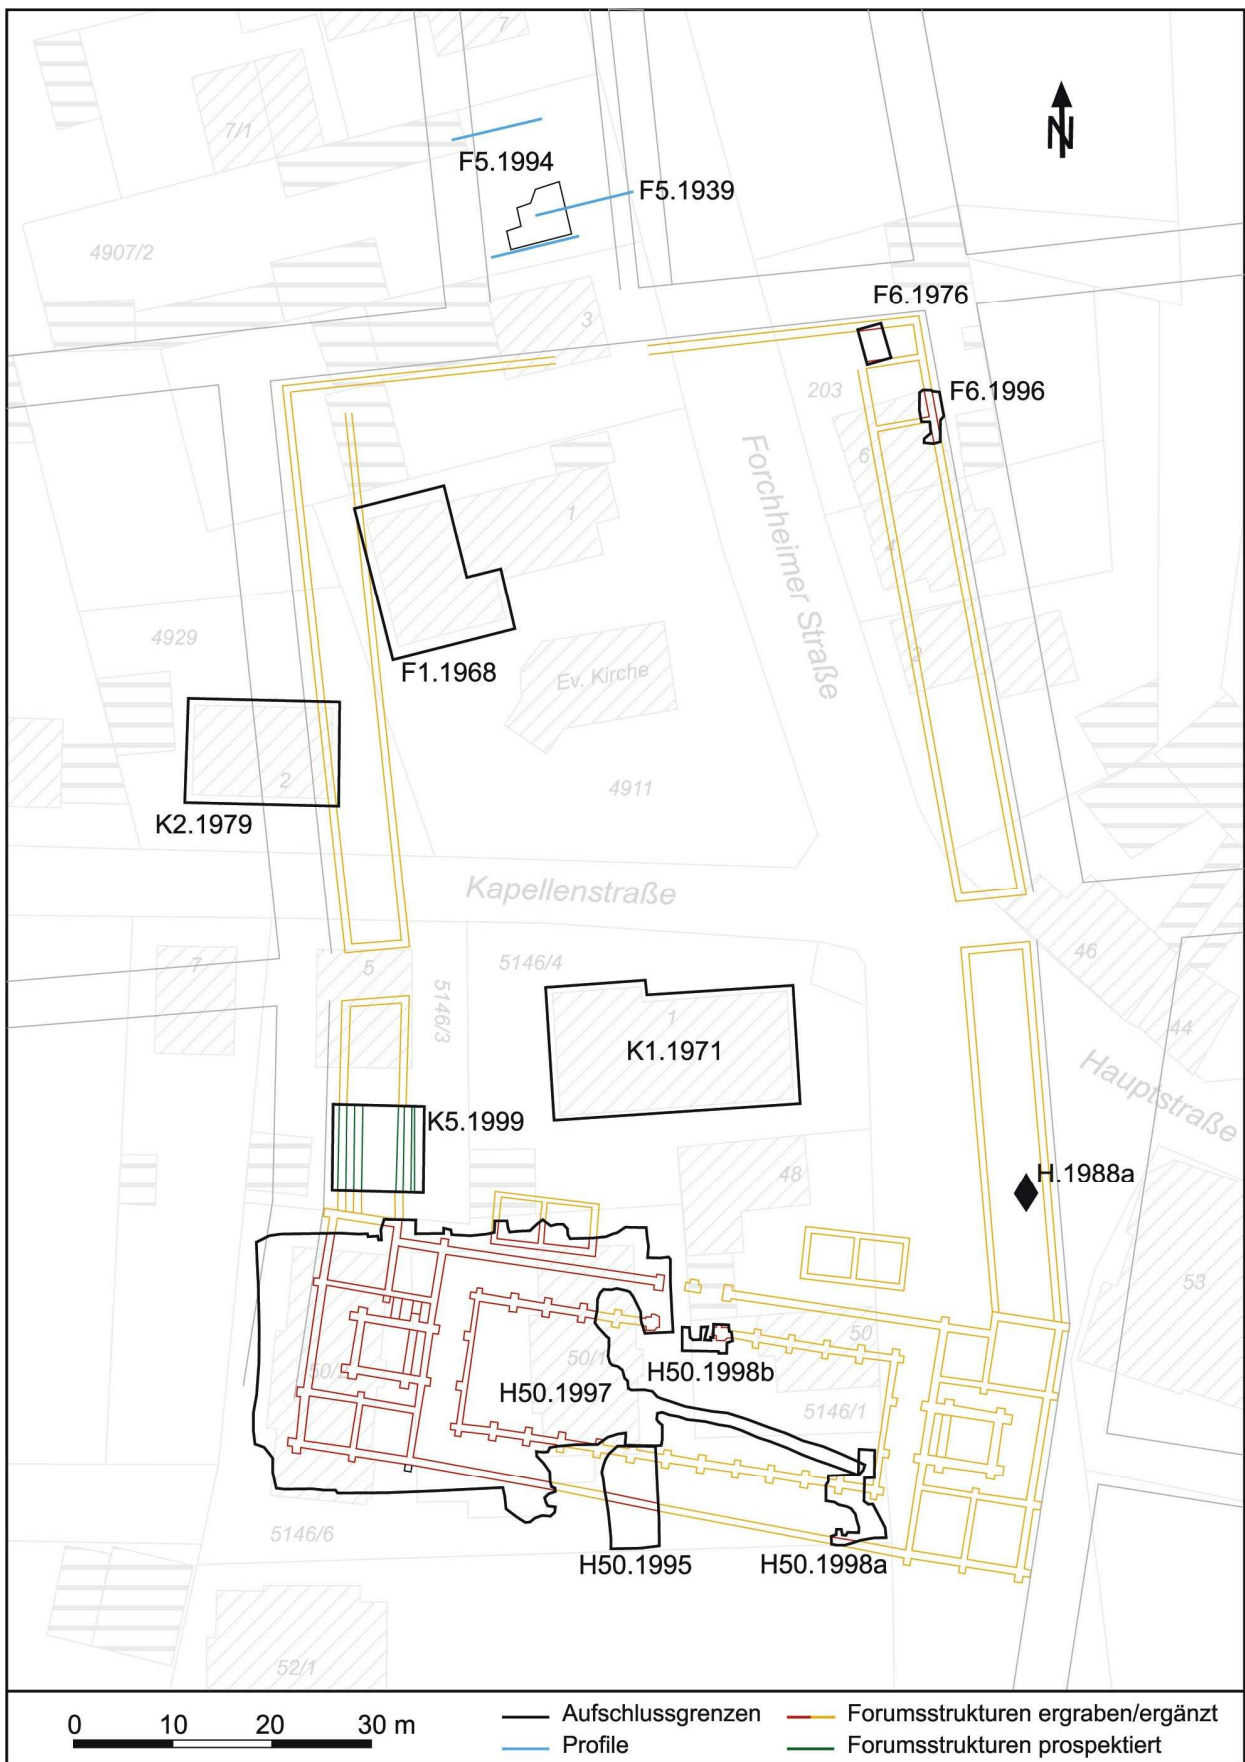 7
7/1
F5.1994
F5.1939
4907/2
N
F6.1976
3
203
F6.1996
6
Forchheimer Straße
1
4
4929
2
Ev. Kirche
F1.1968
2
4911
K2.1979
Kapellenstraße
7
5
5146/3
5146/4
46
1
K1.1971
44
Hauptstraße
K5.1999
48
H.1988a
53
50
50/1
H50.1998b
H50.1997
5146/1
5146/6
H50.1995
H50.1998a
52/1
0 10 20 30 m
Aufschlussgrenzen
Profile
Forumsstrukturen ergraben/ergänzt
Forumsstrukturen prospektiert